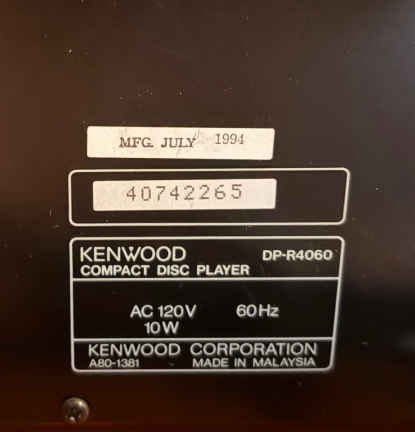 MFG. JULY 1994
40742265
KENWOOD DP-R4060
COMPACT DISC PLAYER
AC 120V 60Hz
10W
KENWOOD CORPORATION
A80-1381 MADE IN MALAYSIA